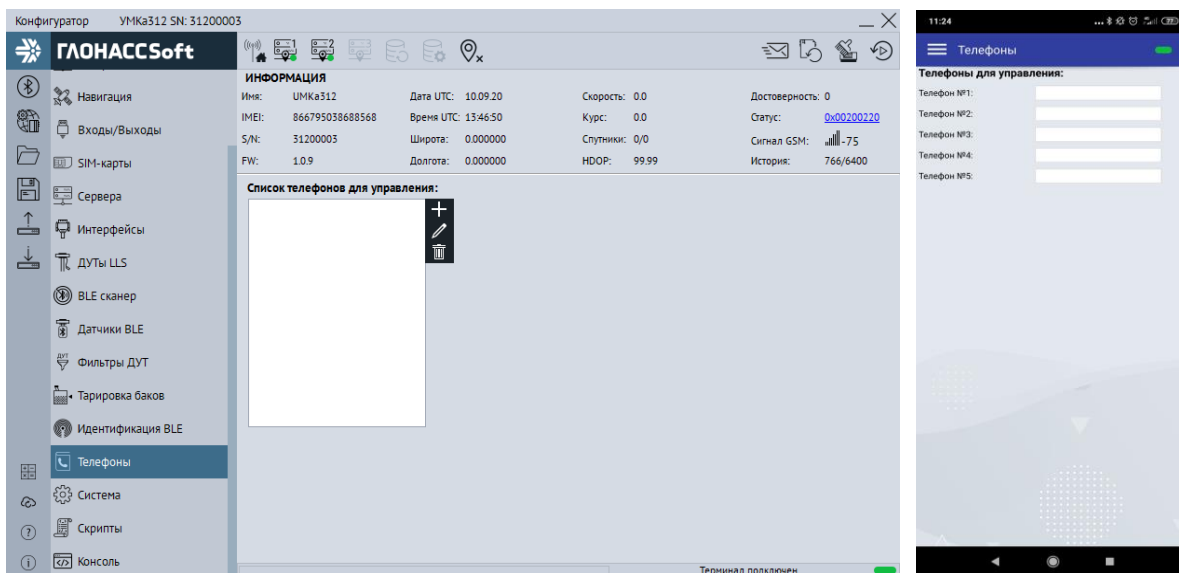 Конфигуратор УМКа312 SN: 31200003
ГЛОНАССSoft
Навигация
Входы/Выходы
SIM-карты
Сервера
Интерфейсы
ДУТы LLS
BLE сканер
Датчики BLE
Фильтры ДУТ
Тарировка баков
Идентификация BLE
Телефоны
Система
Скрипты
Консоль
1 2 3
ИНФОРМАЦИЯ
Имя: UMKa312 Дата UTC: 10.09.20 Скорость: 0.0 Достоверность: 0
IMEI: 866795038688568 Время UTC: 13:46:50 Курс: 0.0 Статус: 0x00200220
S/N: 31200003 Широта: 0.000000 Спутники: 0/0 Сигнал GSM: -75
FW: 1.0.9 Долгота: 0.000000 HDOP: 99.99 История: 766/6400
Список телефонов для управления:
Терминал подключен
11:24
Телефоны
Телефоны для управления:
Телефон №1:
Телефон №2:
Телефон №3:
Телефон №4:
Телефон №5: